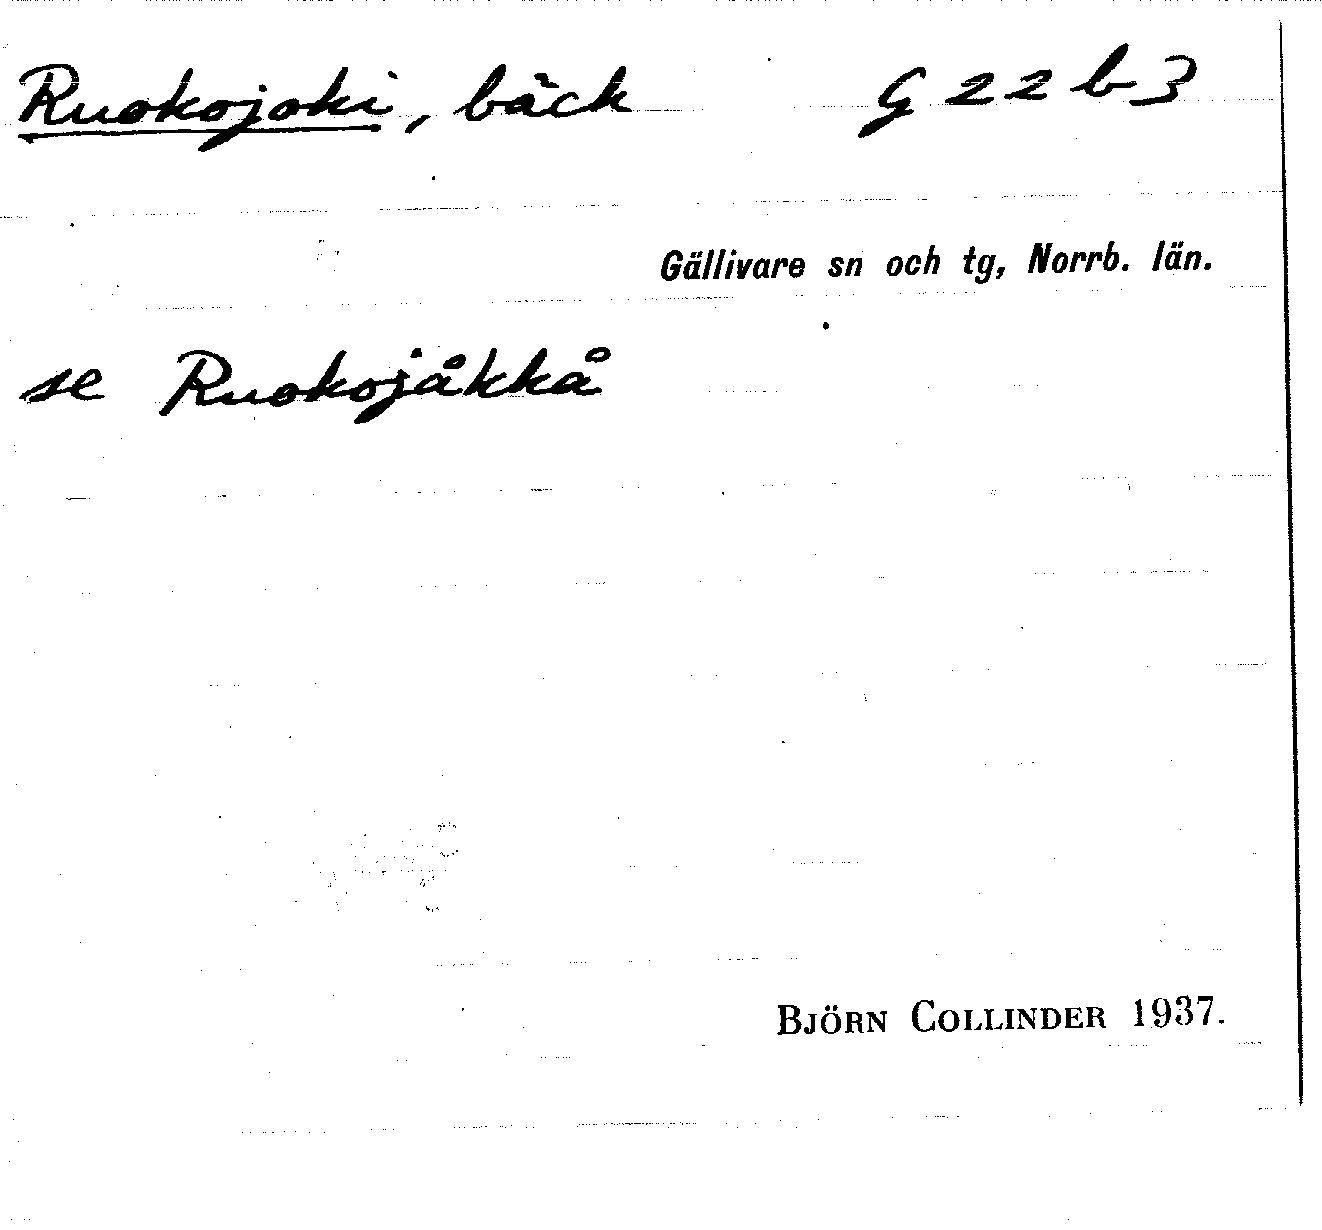 Ruokojoki, bäck G 22 b 3
Gällivare sn och tg, Norrb. län.
se Ruokojåkkå
BJÖRN COLLINDER 1937.